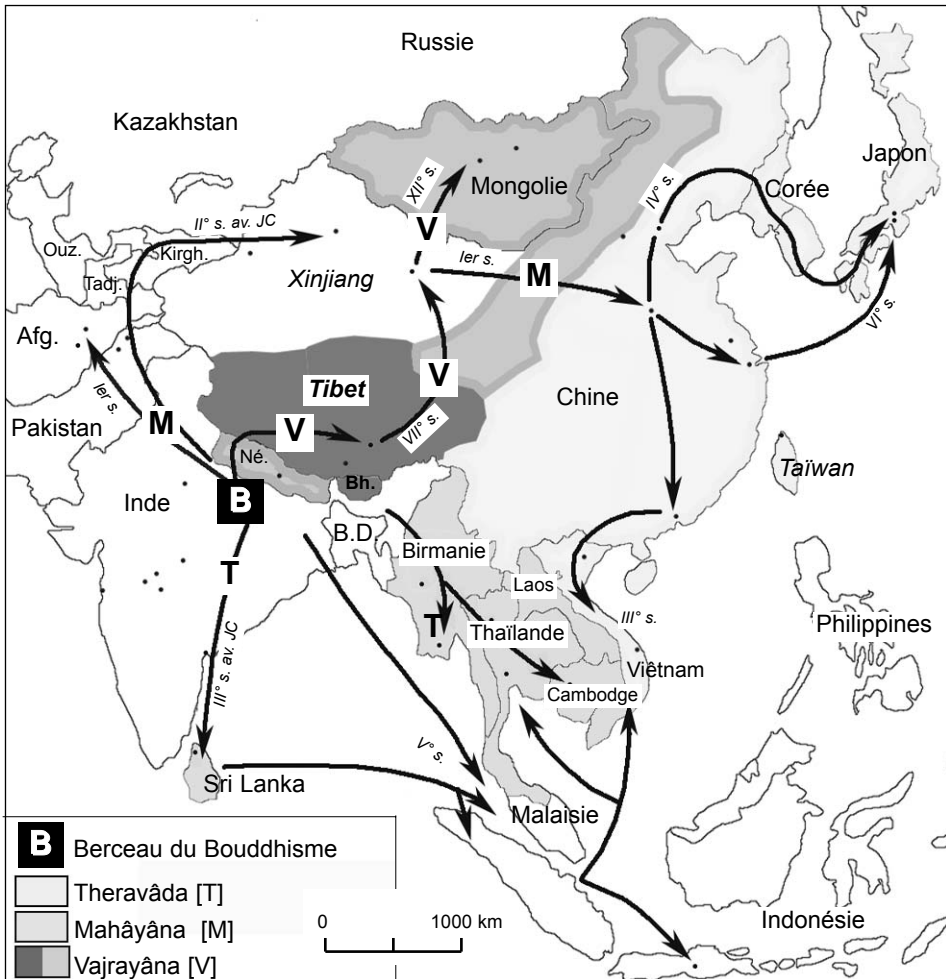 Russie
Kazakhstan
Japon
Corée
XII° s.
Mongolie
IV° s.
II° s. av. JC
Ouz.
Kirgh.
Tadj.
V
Ier s.
Xinjiang
M
VI° s.
Afg.
Ier s.
Tibet
V
Chine
Pakistan
M
V
VII° s.
Né.
Bh.
Taïwan
Inde
B
B.D.
Birmanie
T
Laos
III° s.
T
Thaïlande
Philippines
Viêtnam
Cambodge
III° s. av. JC
V° s.
Sri Lanka
Malaisie
B Berceau du Bouddhisme
Theravâda [T]
Mahâyâna [M]
Vajrayâna [V]
0 1000 km
Indonésie